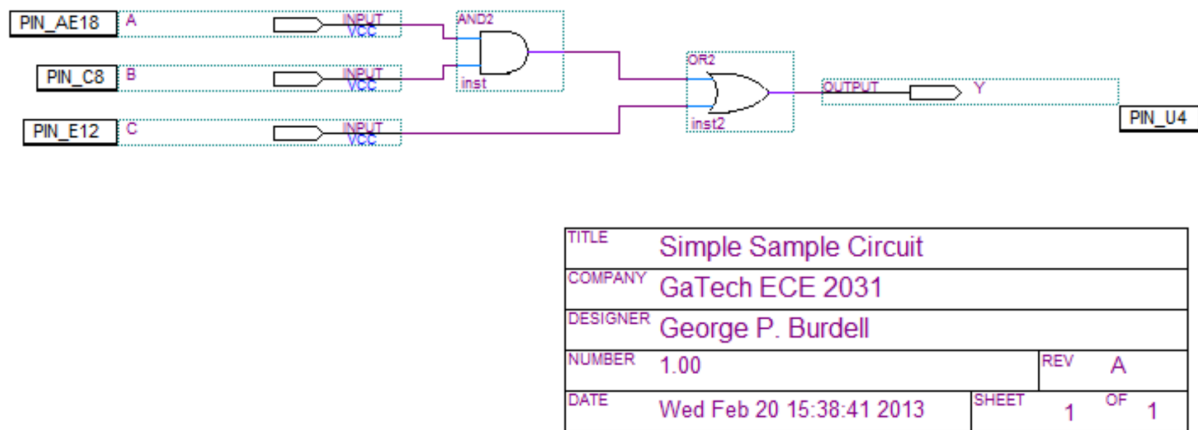 PIN_AE18 A INPUT VCC AND2
PIN_C8 B INPUT VCC inst
OR2
OUTPUT Y
PIN_E12 C INPUT VCC inst2 PIN_U4
TITLE Simple Sample Circuit
COMPANY GaTech ECE 2031
DESIGNER George P. Burdell
NUMBER 1.00 REV A
DATE Wed Feb 20 15:38:41 2013 SHEET 1 OF 1